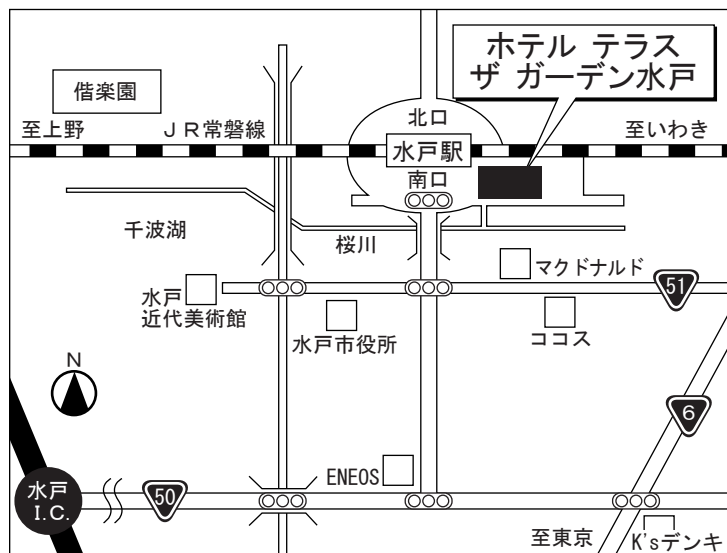 ホテル テラス
ザ ガーデン水戸
偕楽園
北口
至上野
ＪＲ常磐線
水戸駅
至いわき
南口
千波湖
桜川
マクドナルド
51
水戸
近代美術館
水戸市役所
ココス
N
6
ENEOS
水戸
I.C.
50
至東京
K'sデンキ